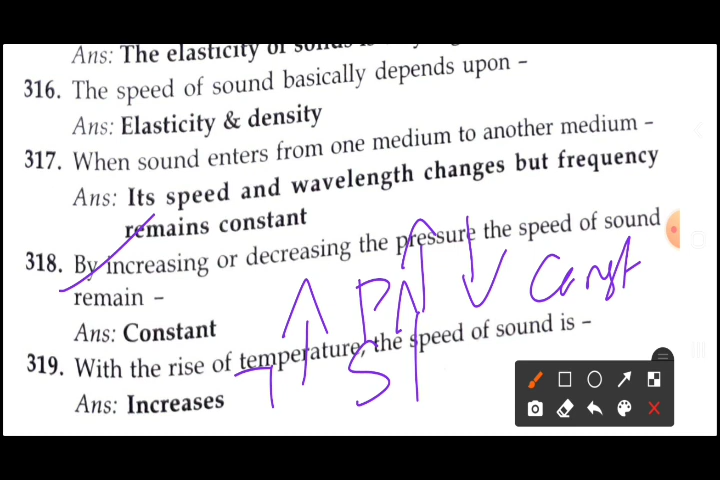 Ans: The elasticity of solids is
316. The speed of sound basically depends upon –
Ans: Elasticity & density
317. When sound enters from one medium to another medium –
Ans: Its speed and wavelength changes but frequency
remains constant
318. By increasing or decreasing the pressure the speed of sound
remain –
Ans: Constant
P Const
319. With the rise of temperature, the speed of sound is –
T S
Ans: Increases